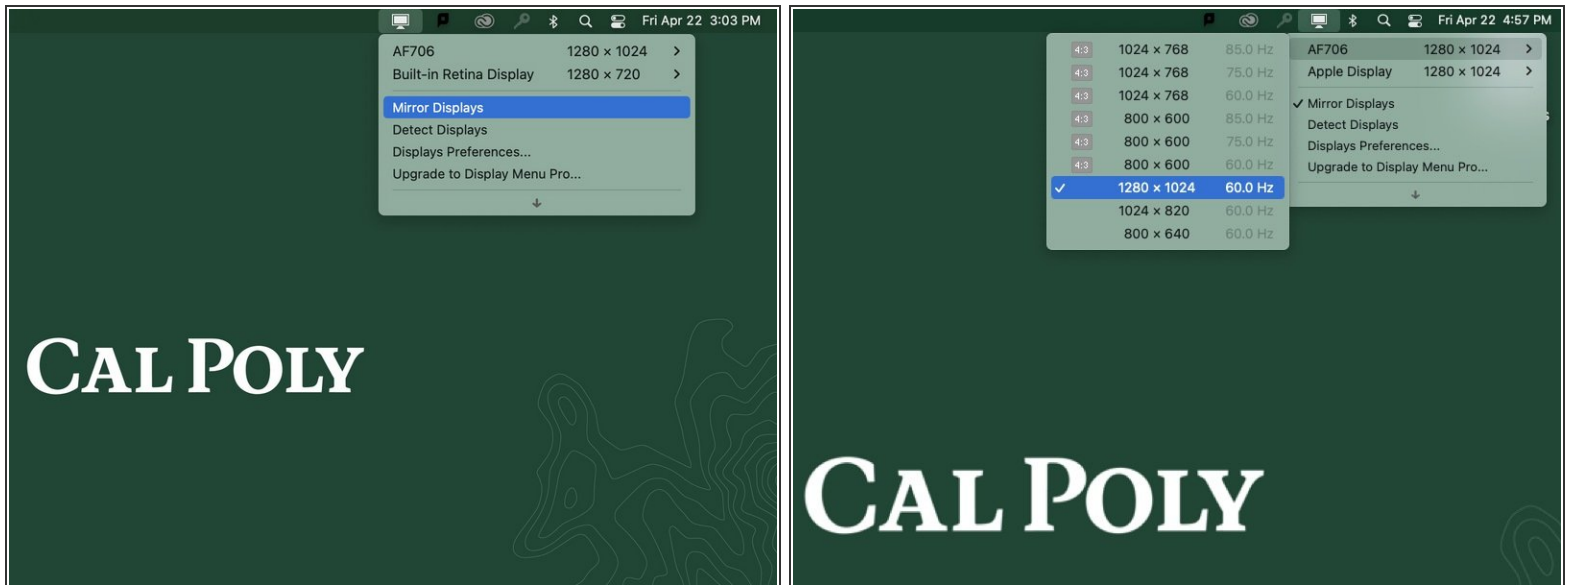 Fri Apr 22 3:03 PM
AF706 1280 × 1024
Built-in Retina Display 1280 × 720
Mirror Displays
Detect Displays
Displays Preferences...
Upgrade to Display Menu Pro...
CAL POLY
Fri Apr 22 4:57 PM
4:3 1024 × 768 85.0 Hz
4:3 1024 × 768 75.0 Hz
4:3 1024 × 768 60.0 Hz
4:3 800 × 600 85.0 Hz
4:3 800 × 600 75.0 Hz
4:3 800 × 600 60.0 Hz
1280 × 1024 60.0 Hz
1024 × 820 60.0 Hz
800 × 640 60.0 Hz
AF706 1280 × 1024
Apple Display 1280 × 1024
Mirror Displays
Detect Displays
Displays Preferences...
Upgrade to Display Menu Pro...
CAL POLY